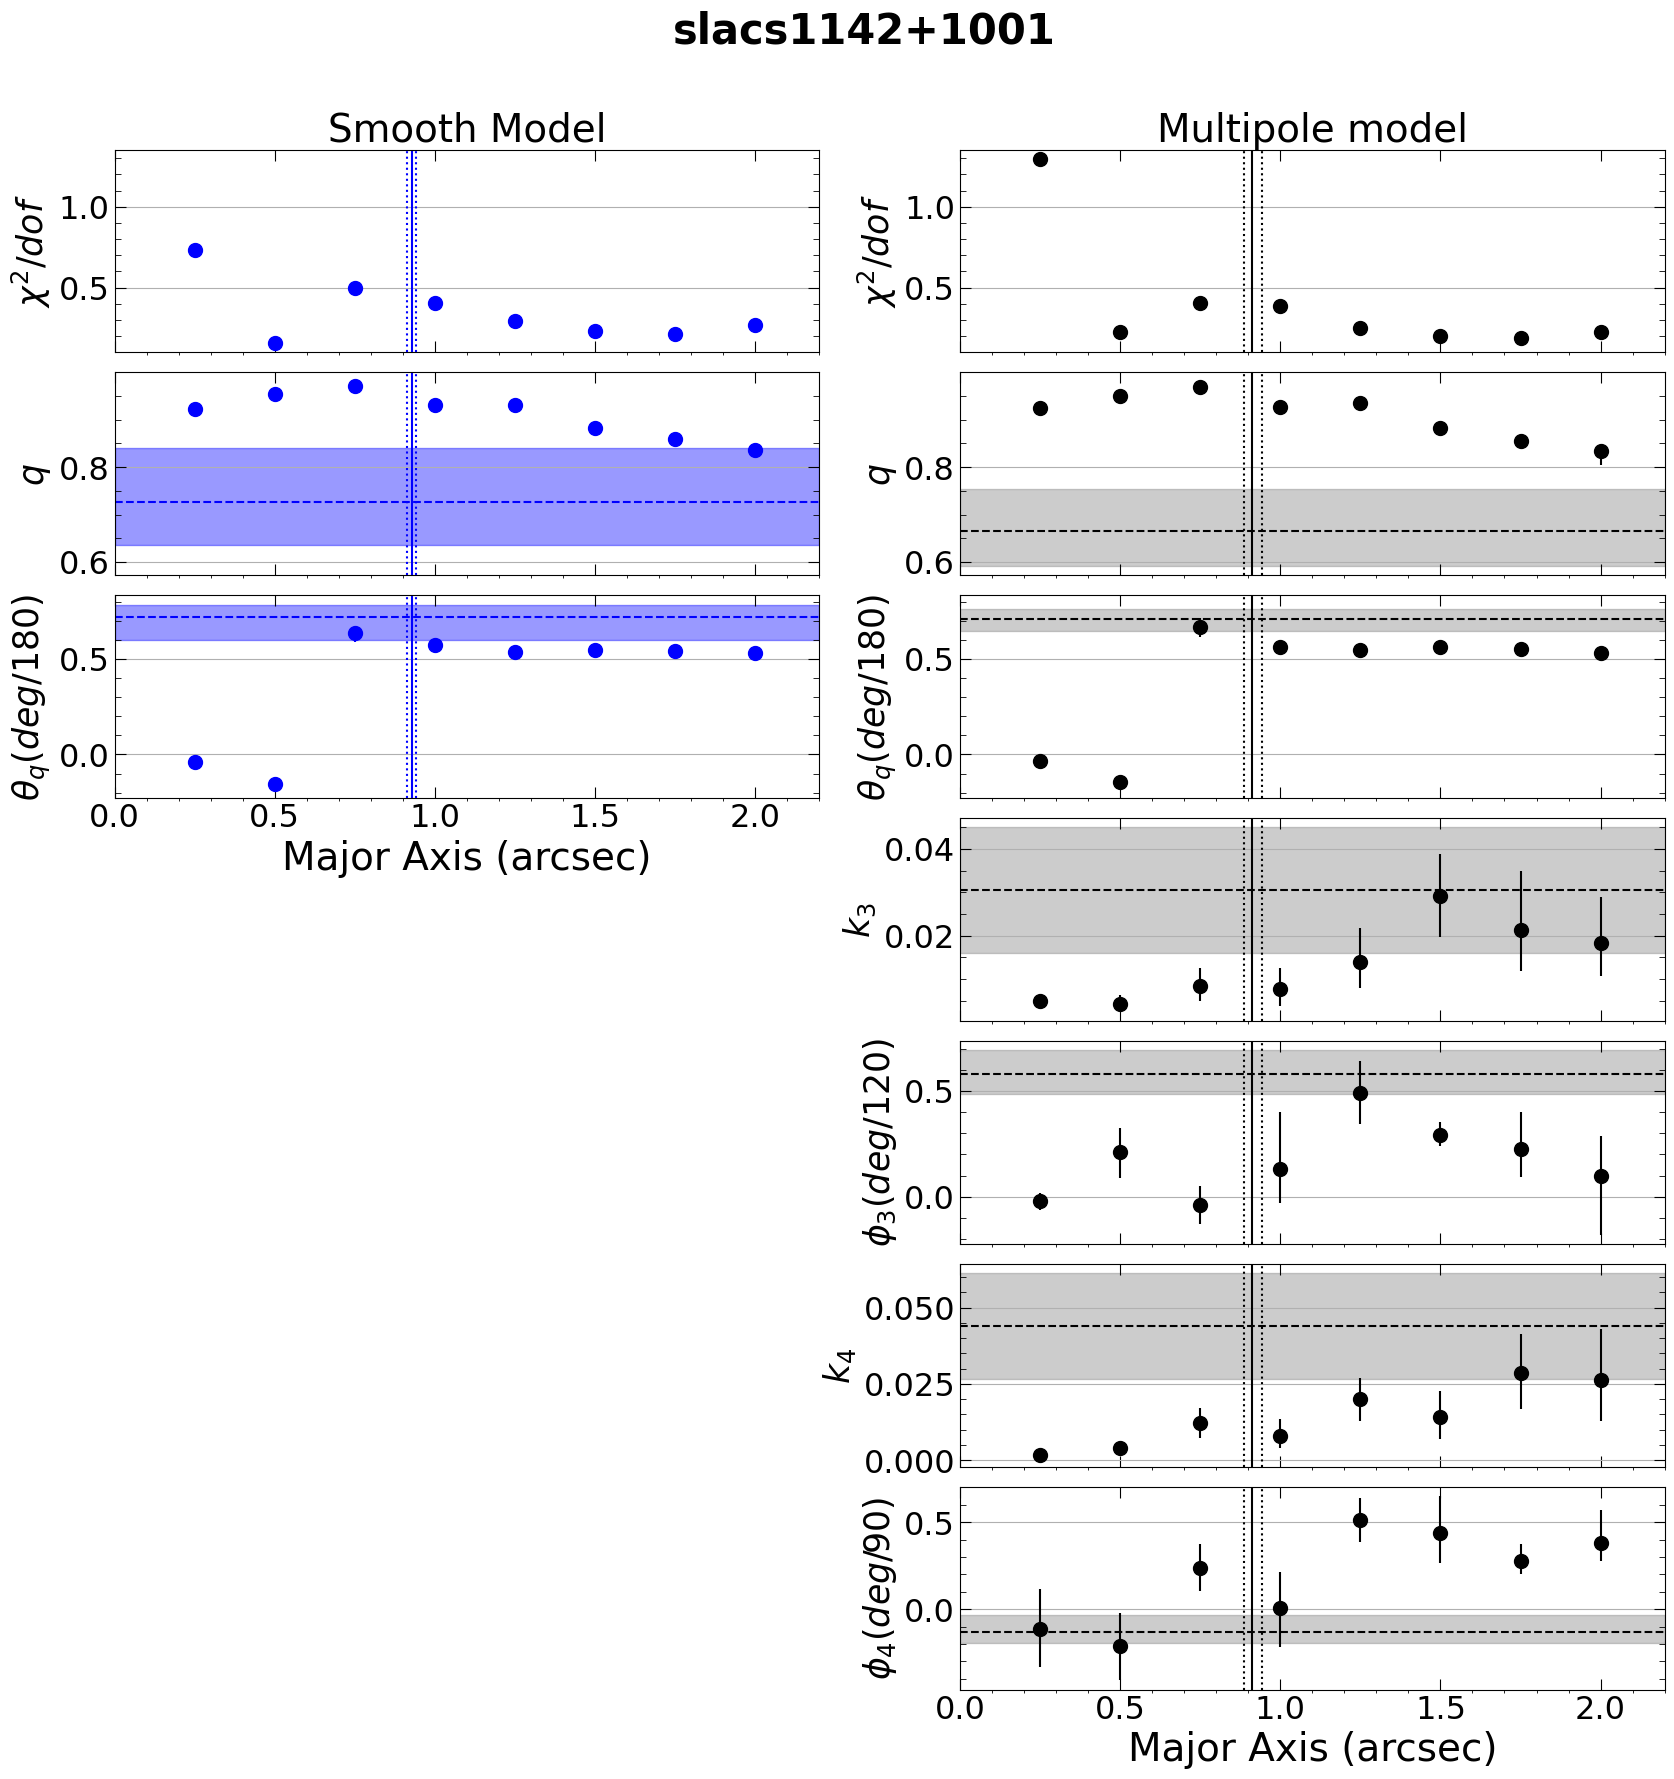 slacs1142+1001
Smooth Model
χ²/dof
1.0
0.5
q
0.8
0.6
θ_q(deg/180)
0.5
0.0
0.0 0.5 1.0 1.5 2.0
Major Axis (arcsec)
Multipole model
χ²/dof
1.0
0.5
q
0.8
0.6
θ_q(deg/180)
0.5
0.0
k₃
0.04
0.02
ϕ₃(deg/120)
0.5
0.0
k₄
0.050
0.025
0.000
ϕ₄(deg/90)
0.5
0.0
0.0 0.5 1.0 1.5 2.0
Major Axis (arcsec)